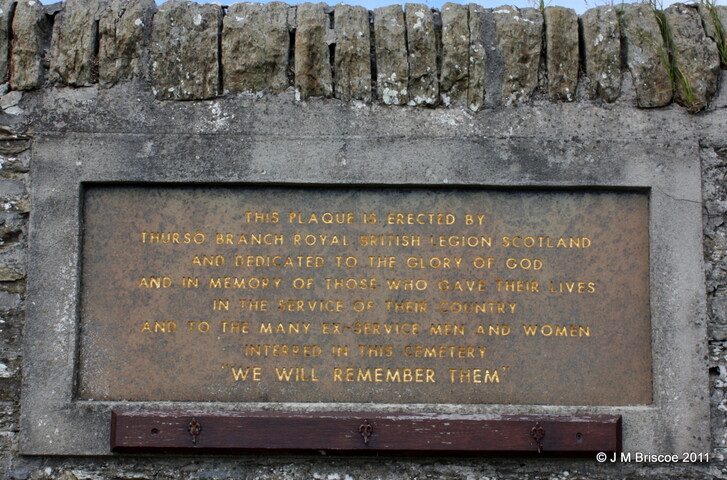 THIS PLAQUE IS ERECTED BY
THURSO BRANCH ROYAL BRITISH LEGION SCOTLAND
AND DEDICATED TO THE GLORY OF GOD
AND IN MEMORY OF THOSE WHO GAVE THEIR LIVES
IN THE SERVICE OF THEIR COUNTRY
AND TO THE MANY EX-SERVICE MEN AND WOMEN
INTERRED IN THIS CEMETERY
"WE WILL REMEMBER THEM"
© J M Briscoe 2011